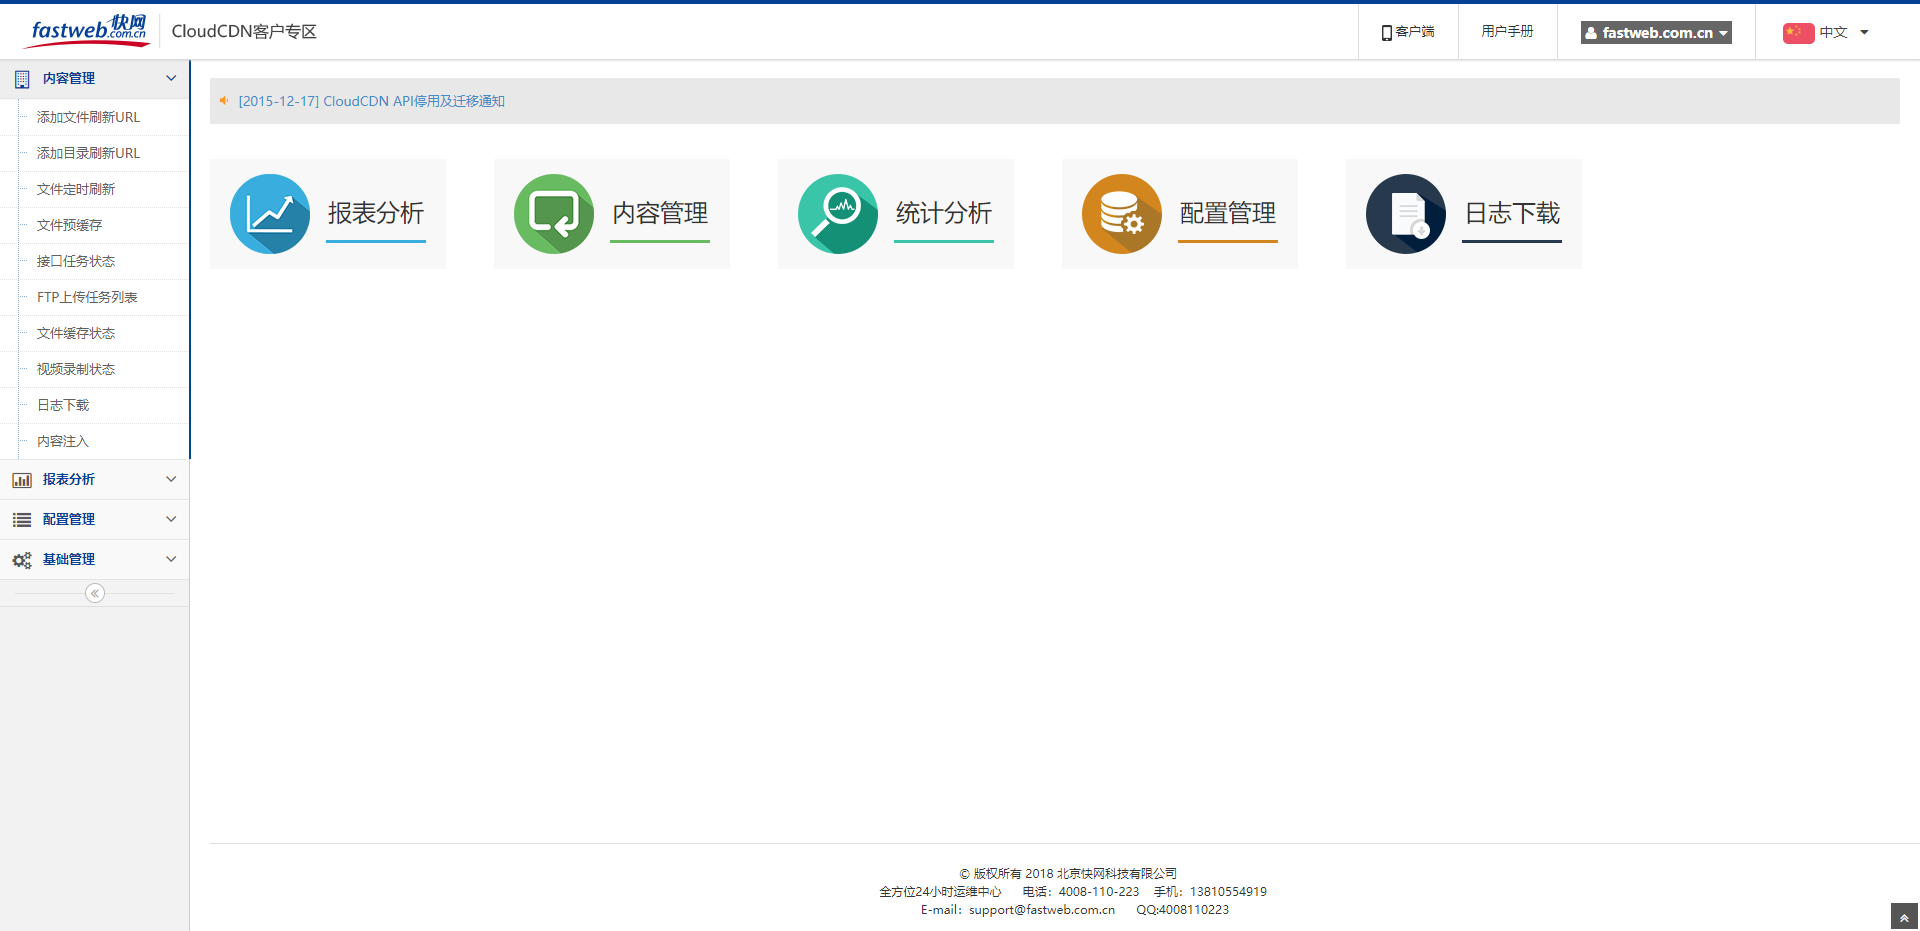 fastweb快网
.com.cn
CloudCDN客户专区
客户端
用户手册
fastweb.com.cn
中文
内容管理
添加文件刷新URL
添加目录刷新URL
文件定时刷新
文件预缓存
接口任务状态
FTP上传任务列表
文件缓存状态
视频录制状态
日志下载
内容注入
报表分析
配置管理
基础管理
[2015-12-17] CloudCDN API停用及迁移通知
报表分析
内容管理
统计分析
配置管理
日志下载
© 版权所有 2018 北京快网科技有限公司
全方位24小时运维中心 电话：4008-110-223 手机：13810554919
E-mail：support@fastweb.com.cn QQ:4008110223